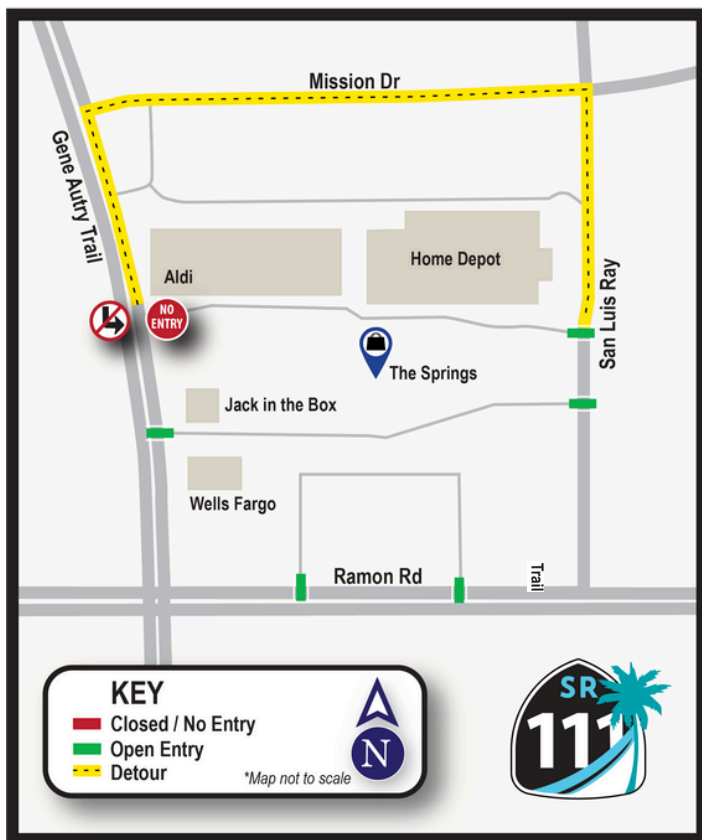 Mission Dr
Gene Autry Trail
Aldi
Home Depot
NO
ENTRY
San Luis Ray
The Springs
Jack in the Box
Wells Fargo
Ramon Rd
Trail
KEY
Closed / No Entry
Open Entry
Detour
*Map not to scale
N
SR
111